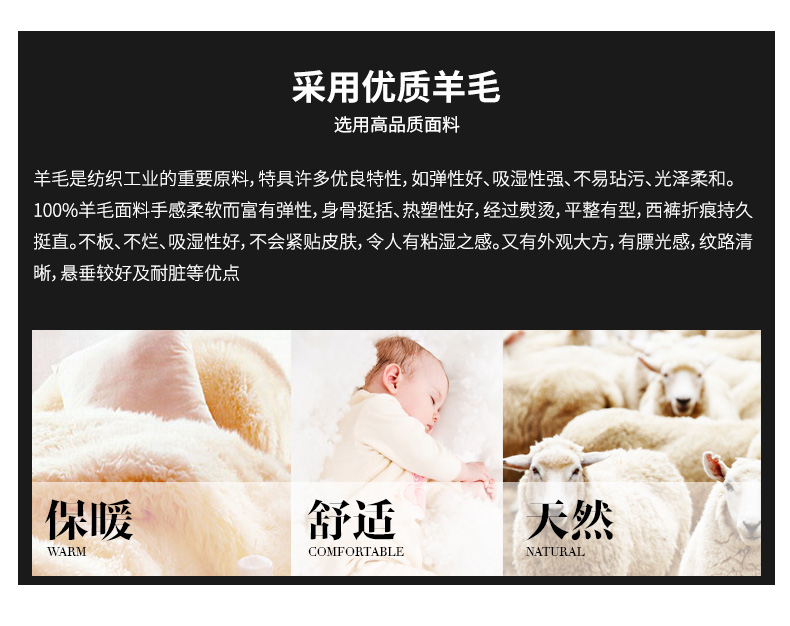 采用优质羊毛
选用高品质面料
羊毛是纺织工业的重要原料，特具许多优良特性，如弹性好、吸湿性强、不易玷污、光泽柔和。
100%羊毛面料手感柔软而富有弹性，身骨挺括、热塑性好，经过熨烫，平整有型，西裤折痕持久
挺直。不板、不烂、吸湿性好，不会紧贴皮肤，令人有粘湿之感。又有外观大方，有膘光感，纹路清
晰，悬垂较好及耐脏等优点
保暖
WARM
舒适
COMFORTABLE
天然
NATURAL